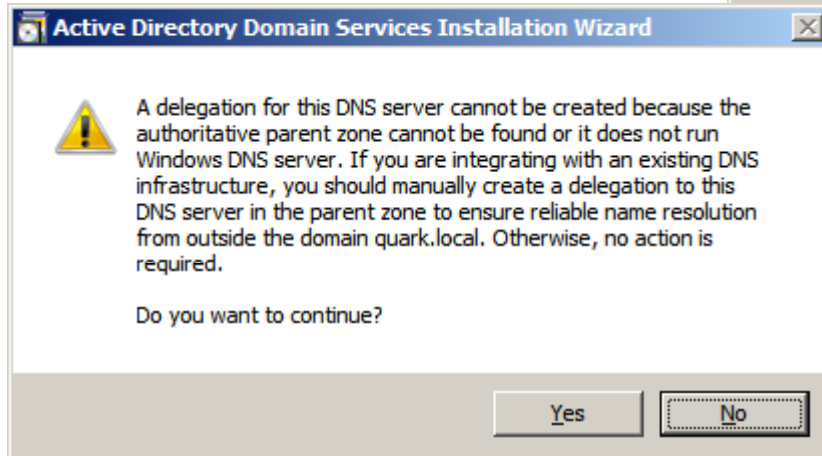 Active Directory Domain Services Installation Wizard
A delegation for this DNS server cannot be created because the
authoritative parent zone cannot be found or it does not run
Windows DNS server. If you are integrating with an existing DNS
infrastructure, you should manually create a delegation to this
DNS server in the parent zone to ensure reliable name resolution
from outside the domain quark.local. Otherwise, no action is
required.
Do you want to continue?
Yes
No